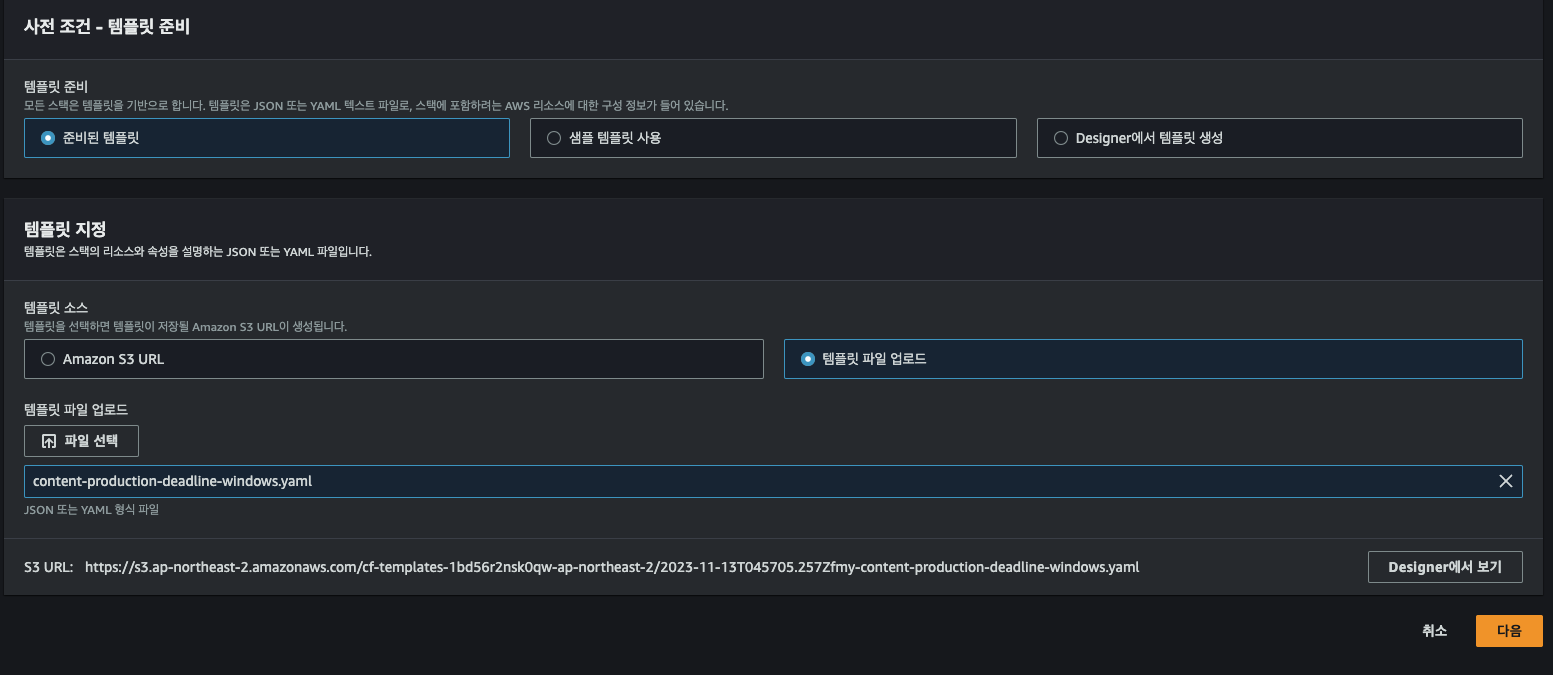 사전 조건 - 템플릿 준비
템플릿 준비
모든 스택은 템플릿을 기반으로 합니다. 템플릿은 JSON 또는 YAML 텍스트 파일로, 스택에 포함하려는 AWS 리소스에 대한 구성 정보가 들어 있습니다.
준비된 템플릿
샘플 템플릿 사용
Designer에서 템플릿 생성
템플릿 지정
템플릿은 스택의 리소스와 속성을 설명하는 JSON 또는 YAML 파일입니다.
템플릿 소스
템플릿을 선택하면 템플릿이 저장될 Amazon S3 URL이 생성됩니다.
Amazon S3 URL
템플릿 파일 업로드
템플릿 파일 업로드
파일 선택
content-production-deadline-windows.yaml
JSON 또는 YAML 형식 파일
S3 URL: https://s3.ap-northeast-2.amazonaws.com/cf-templates-1bd56r2nsk0qw-ap-northeast-2/2023-11-13T045705.257Zfmy-content-production-deadline-windows.yaml
Designer에서 보기
취소
다음